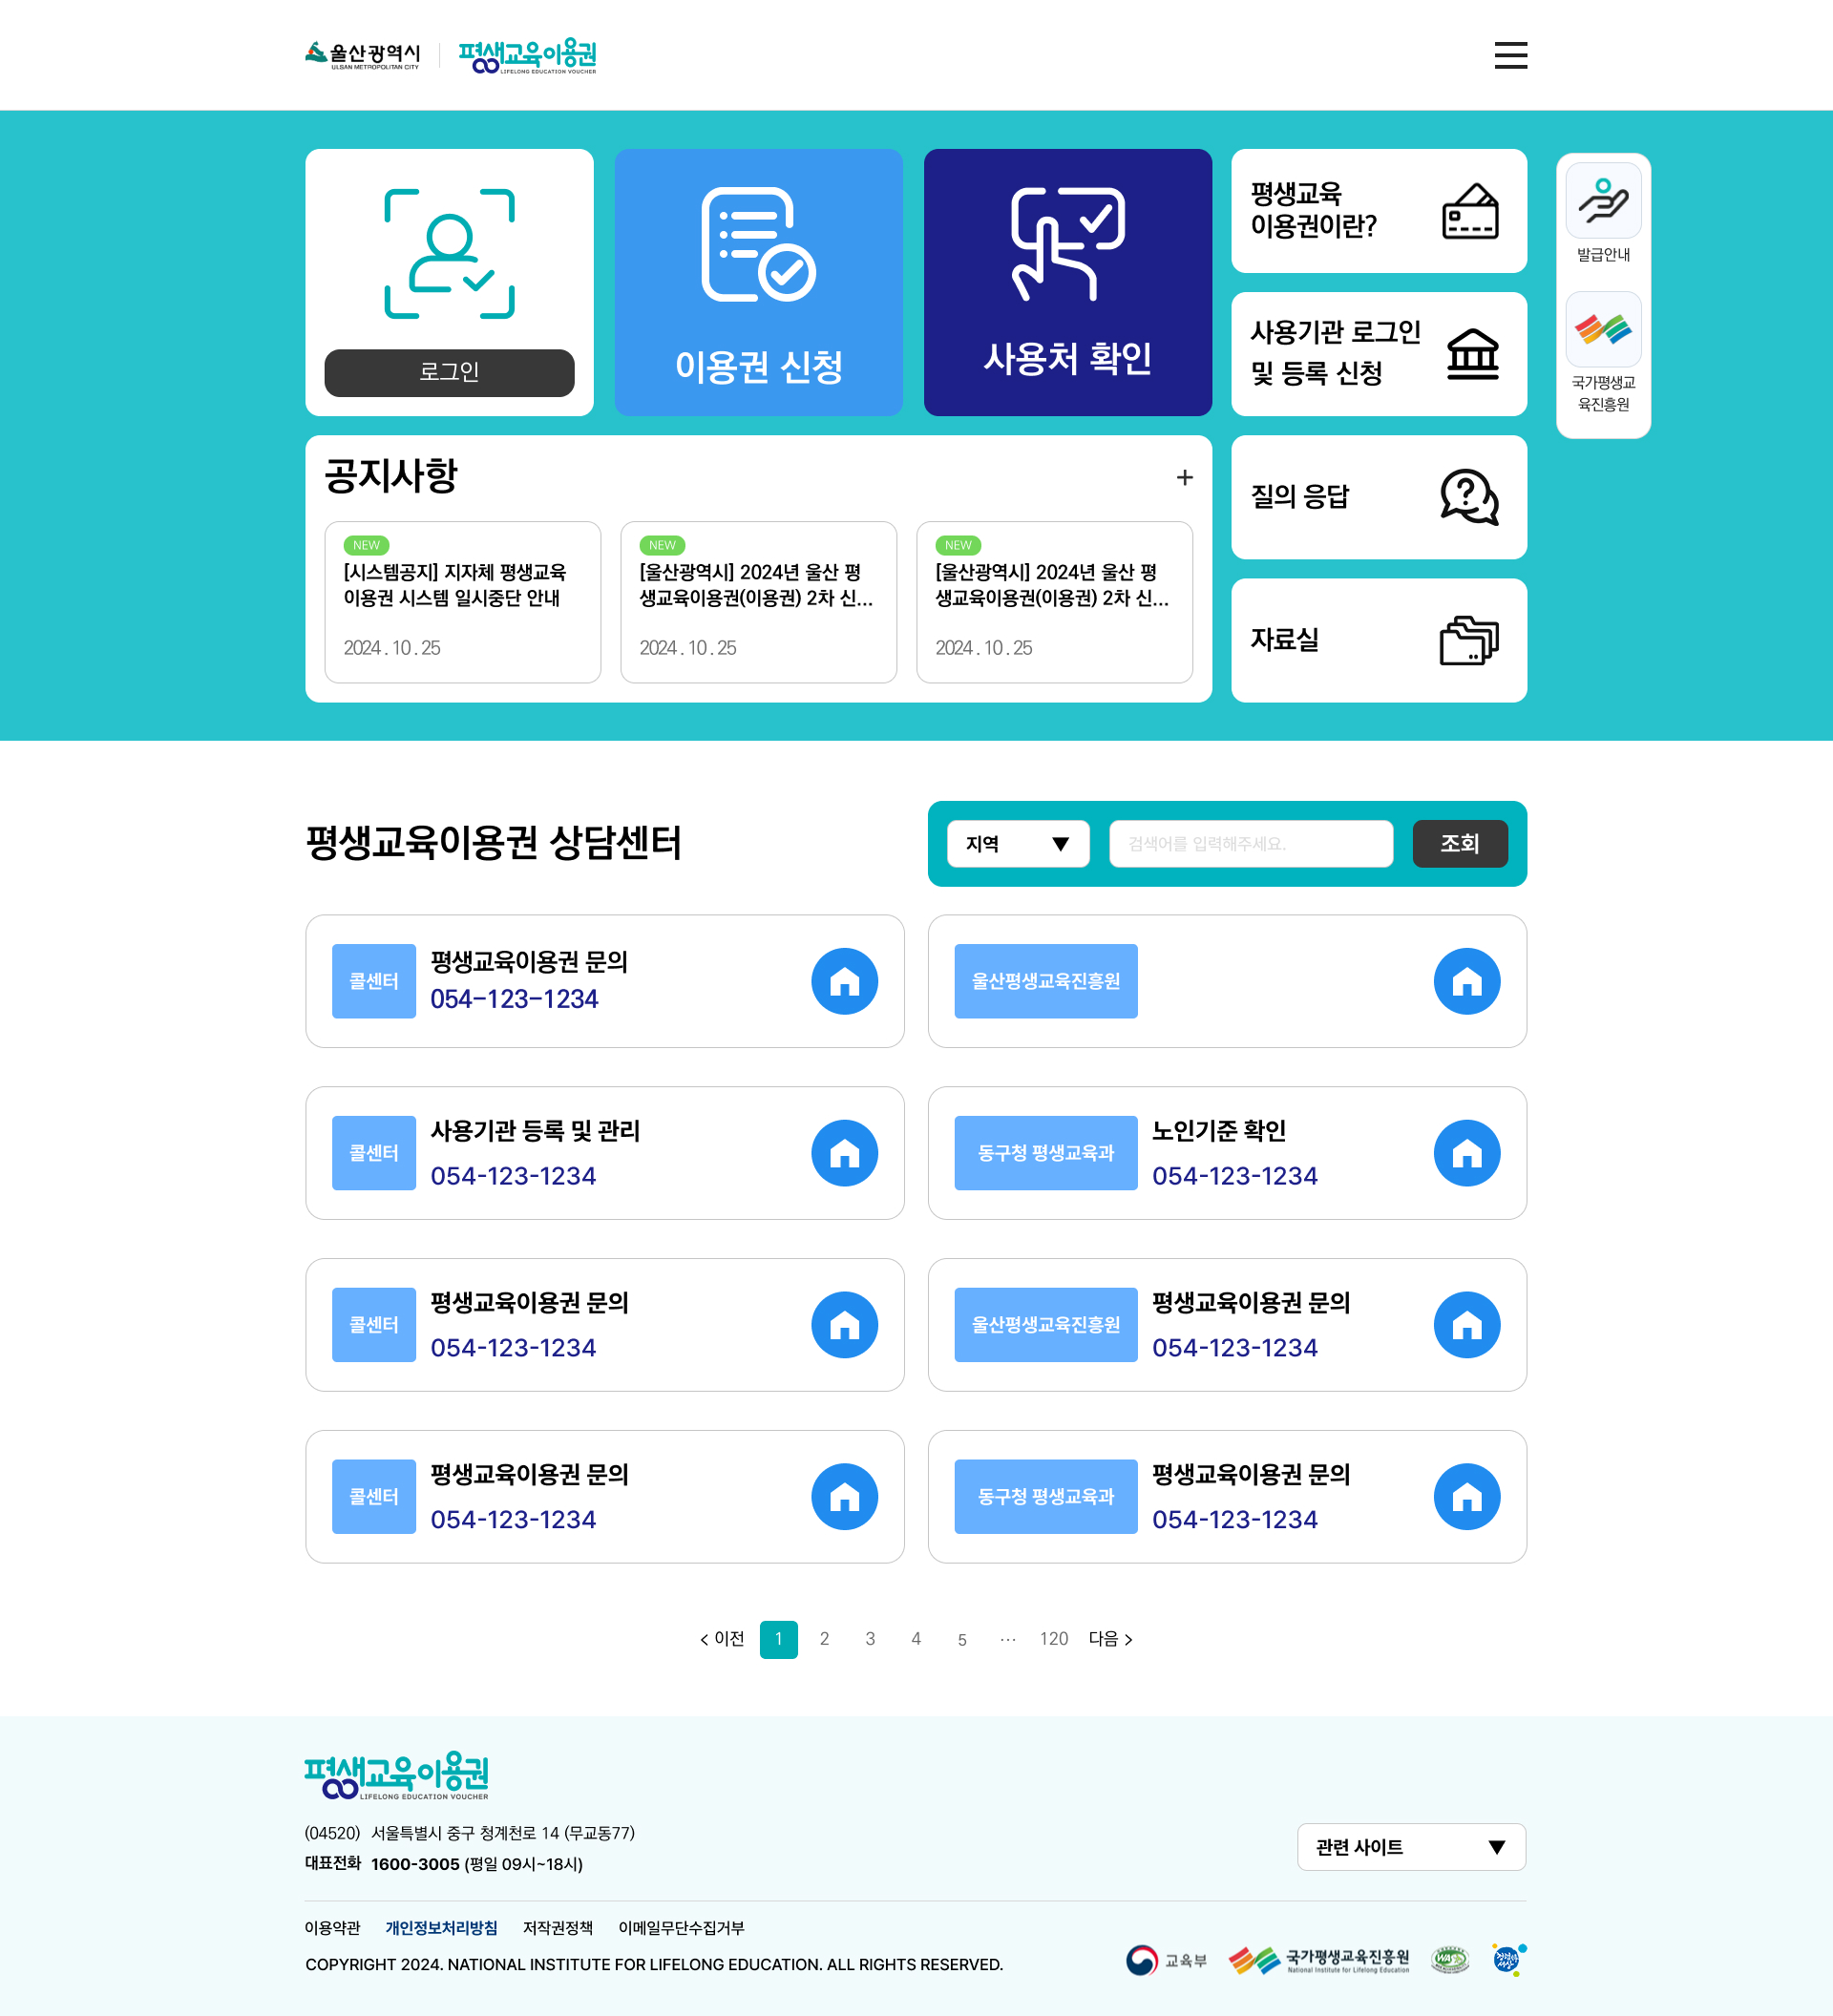 울산광역시
ULSAN METROPOLITAN CITY
평생교육이용권
LIFELONG EDUCATION VOUCHER
로그인
이용권 신청
사용처 확인
평생교육
이용권이란?
사용기관 로그인
및 등록 신청
발급안내
국가평생교
육진흥원
공지사항
+
NEW
[시스템공지] 지자체 평생교육
이용권 시스템 일시중단 안내
2024 . 10 . 25
NEW
[울산광역시] 2024년 울산 평
생교육이용권(이용권) 2차 신...
2024 . 10 . 25
NEW
[울산광역시] 2024년 울산 평
생교육이용권(이용권) 2차 신...
2024 . 10 . 25
질의 응답
자료실
평생교육이용권 상담센터
지역 ▼
검색어를 입력해주세요.
조회
콜센터
평생교육이용권 문의
054-123-1234
울산평생교육진흥원
콜센터
사용기관 등록 및 관리
054-123-1234
동구청 평생교육과
노인기준 확인
054-123-1234
콜센터
평생교육이용권 문의
054-123-1234
울산평생교육진흥원
평생교육이용권 문의
054-123-1234
콜센터
평생교육이용권 문의
054-123-1234
동구청 평생교육과
평생교육이용권 문의
054-123-1234
< 이전 1 2 3 4 5 ··· 120 다음 >
평생교육이용권
LIFELONG EDUCATION VOUCHER
(04520) 서울특별시 중구 청계천로 14 (무교동77)
대표전화 1600-3005 (평일 09시~18시)
관련 사이트 ▼
이용약관 개인정보처리방침 저작권정책 이메일무단수집거부
COPYRIGHT 2024. NATIONAL INSTITUTE FOR LIFELONG EDUCATION. ALL RIGHTS RESERVED.
교육부
국가평생교육진흥원
National Institute for Lifelong Education